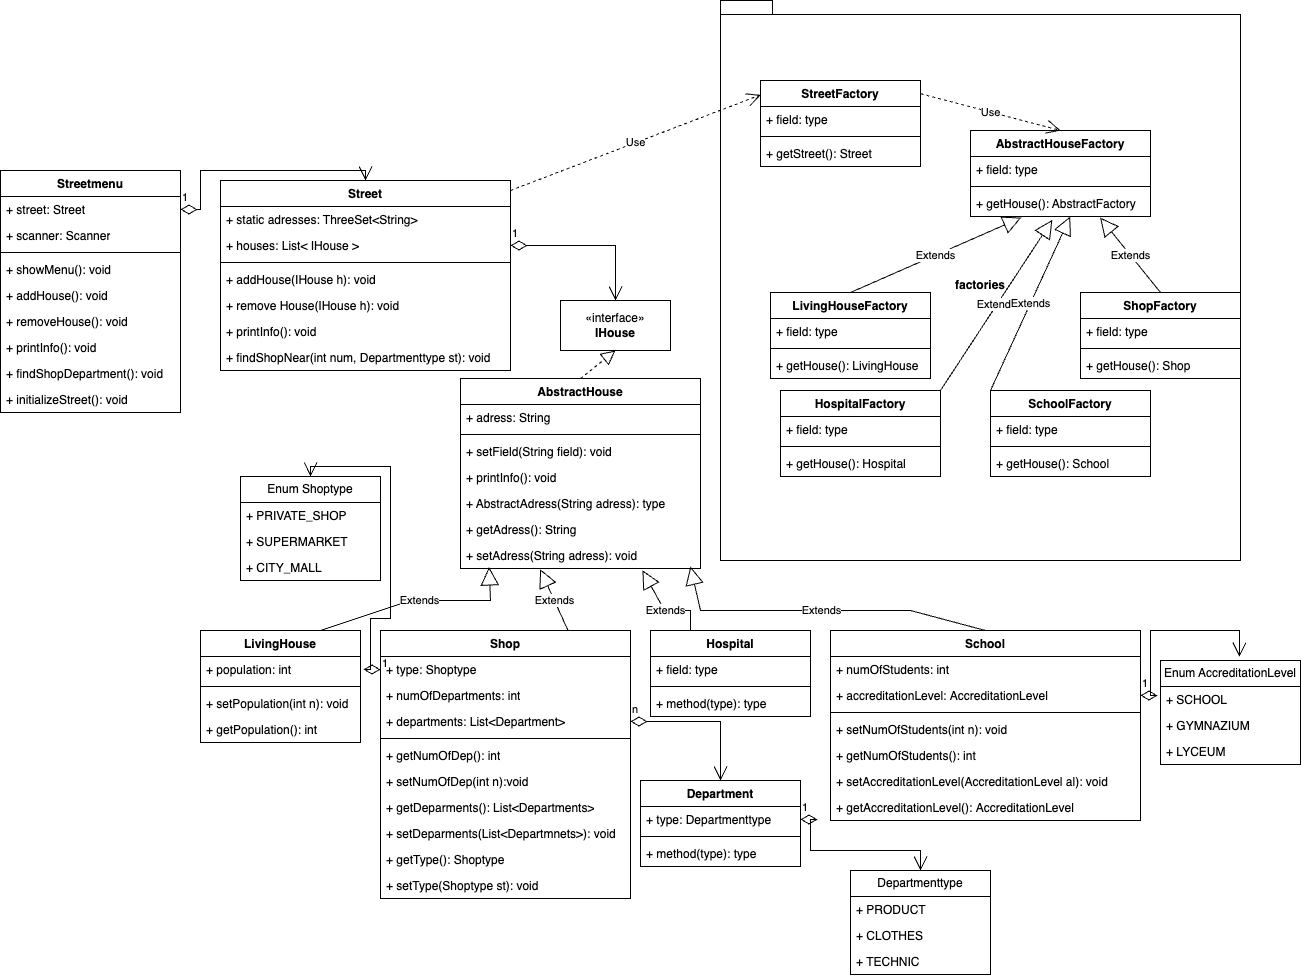 StreetFactory
+ field: type
+ getStreet(): Street
Use
AbstractHouseFactory
+ field: type
+ getHouse(): AbstractFactory
Use
Streetmenu
+ street: Street
+ scanner: Scanner
+ showMenu(): void
+ addHouse(): void
+ removeHouse(): void
+ printInfo(): void
+ findShopDepartment(): void
+ initializeStreet(): void
1
Street
+ static adresses: ThreeSet<String>
+ houses: List< IHouse >
+ addHouse(IHouse h): void
+ remove House(IHouse h): void
+ printInfo(): void
+ findShopNear(int num, Departmenttype st): void
1
«interface»
IHouse
Extends
Extends
factories
Extends
Extends
LivingHouseFactory
+ field: type
+ getHouse(): LivingHouse
ShopFactory
+ field: type
+ getHouse(): Shop
HospitalFactory
+ field: type
+ getHouse(): Hospital
SchoolFactory
+ field: type
+ getHouse(): School
AbstractHouse
+ adress: String
+ setField(String field): void
+ printInfo(): void
+ AbstractAdress(String adress): type
+ getAdress(): String
+ setAdress(String adress): void
Enum Shoptype
+ PRIVATE_SHOP
+ SUPERMARKET
+ CITY_MALL
Extends
Extends
Extends
Extends
LivingHouse
+ population: int
+ setPopulation(int n): void
+ getPopulation(): int
1
Shop
+ type: Shoptype
+ numOfDepartments: int
+ departments: List<Department>
+ getNumOfDep(): int
+ setNumOfDep(int n):void
+ getDeparments(): List<Departments>
+ setDeparments(List<Departmnets>): void
+ getType(): Shoptype
+ setType(Shoptype st): void
n
Hospital
+ field: type
+ method(type): type
School
+ numOfStudents: int
+ accreditationLevel: AccreditationLevel
+ setNumOfStudents(int n): void
+ getNumOfStudents(): int
+ setAccreditationLevel(AccreditationLevel al): void
+ getAccreditationLevel(): AccreditationLevel
1
Enum AccreditationLevel
+ SCHOOL
+ GYMNAZIUM
+ LYCEUM
Department
+ type: Departmenttype
+ method(type): type
1
Departmenttype
+ PRODUCT
+ CLOTHES
+ TECHNIC